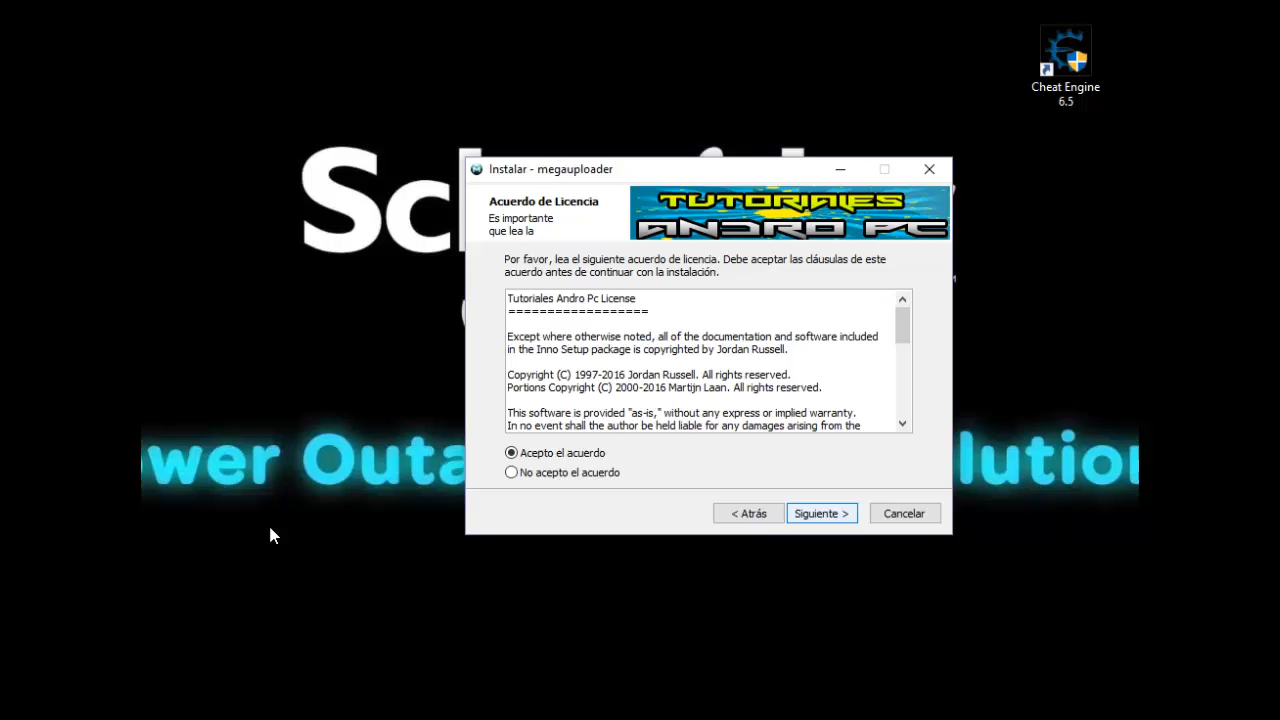 Cheat Engine
6.5
Sc
Instalar - megauploader
Acuerdo de Licencia
Es importante
que lea la
TUTORIALES
ANDRO PC
Por favor, lea el siguiente acuerdo de licencia. Debe aceptar las cláusulas de este
acuerdo antes de continuar con la instalación.
Tutoriales Andro Pc License
==================
Except where otherwise noted, all of the documentation and software included
in the Inno Setup package is copyrighted by Jordan Russell.
Copyright (C) 1997-2016 Jordan Russell. All rights reserved.
Portions Copyright (C) 2000-2016 Martijn Laan. All rights reserved.
This software is provided "as-is," without any express or implied warranty.
In no event shall the author be held liable for any damages arising from the
Acepto el acuerdo
ower Outa lution
No acepto el acuerdo
< Atrás Siguiente > Cancelar